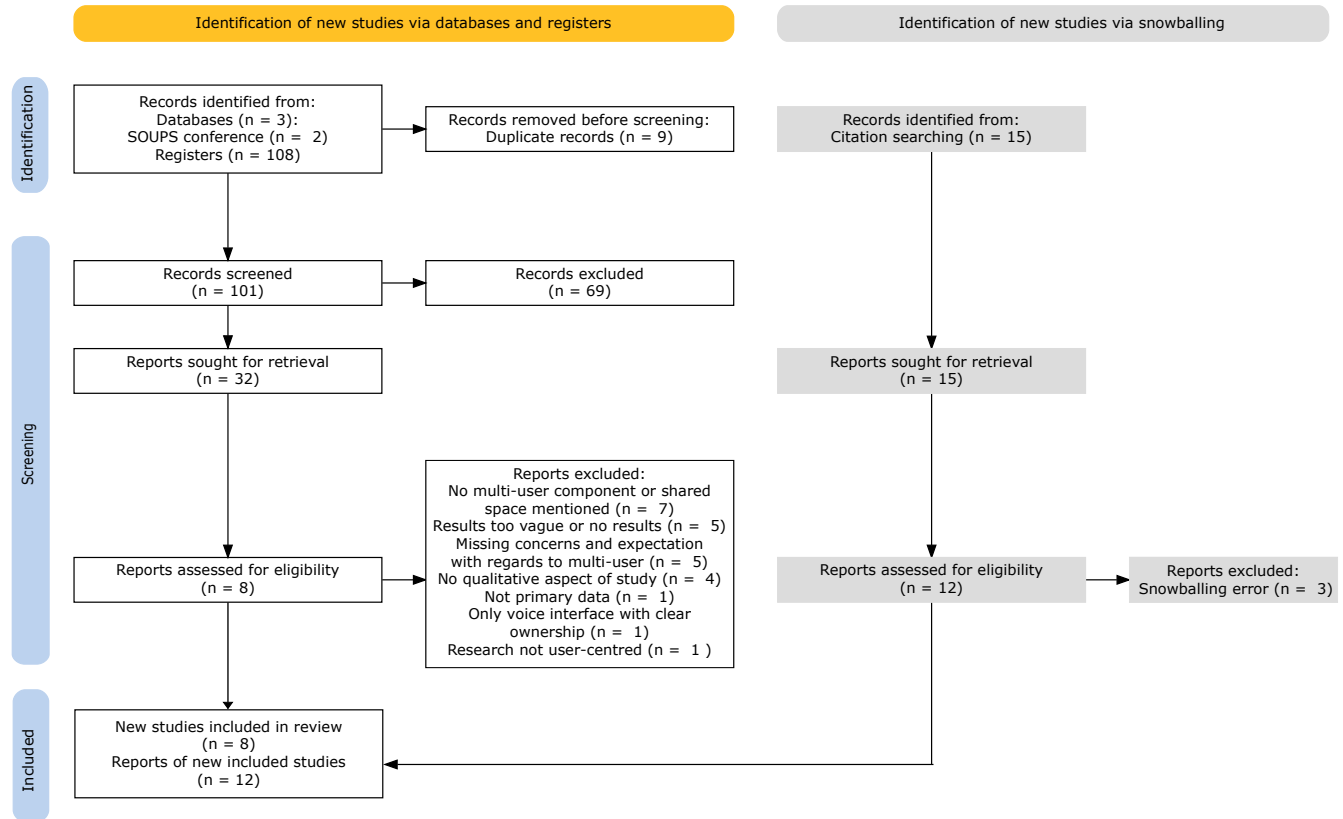 Identification of new studies via databases and registers
Identification of new studies via snowballing
Identification
Records identified from:
Databases (n = 3):
SOUPS conference (n = 2)
Registers (n = 108)
Records removed before screening:
Duplicate records (n = 9)
Records identified from:
Citation searching (n = 15)
Screening
Records screened
(n = 101)
Records excluded
(n = 69)
Reports sought for retrieval
(n = 32)
Reports sought for retrieval
(n = 15)
Reports assessed for eligibility
(n = 8)
Reports excluded:
No multi-user component or shared
space mentioned (n = 7)
Results too vague or no results (n = 5)
Missing concerns and expectation
with regards to multi-user (n = 5)
No qualitative aspect of study (n = 4)
Not primary data (n = 1)
Only voice interface with clear
ownership (n = 1)
Research not user-centred (n = 1 )
Reports assessed for eligibility
(n = 12)
Reports excluded:
Snowballing error (n = 3)
Included
New studies included in review
(n = 8)
Reports of new included studies
(n = 12)